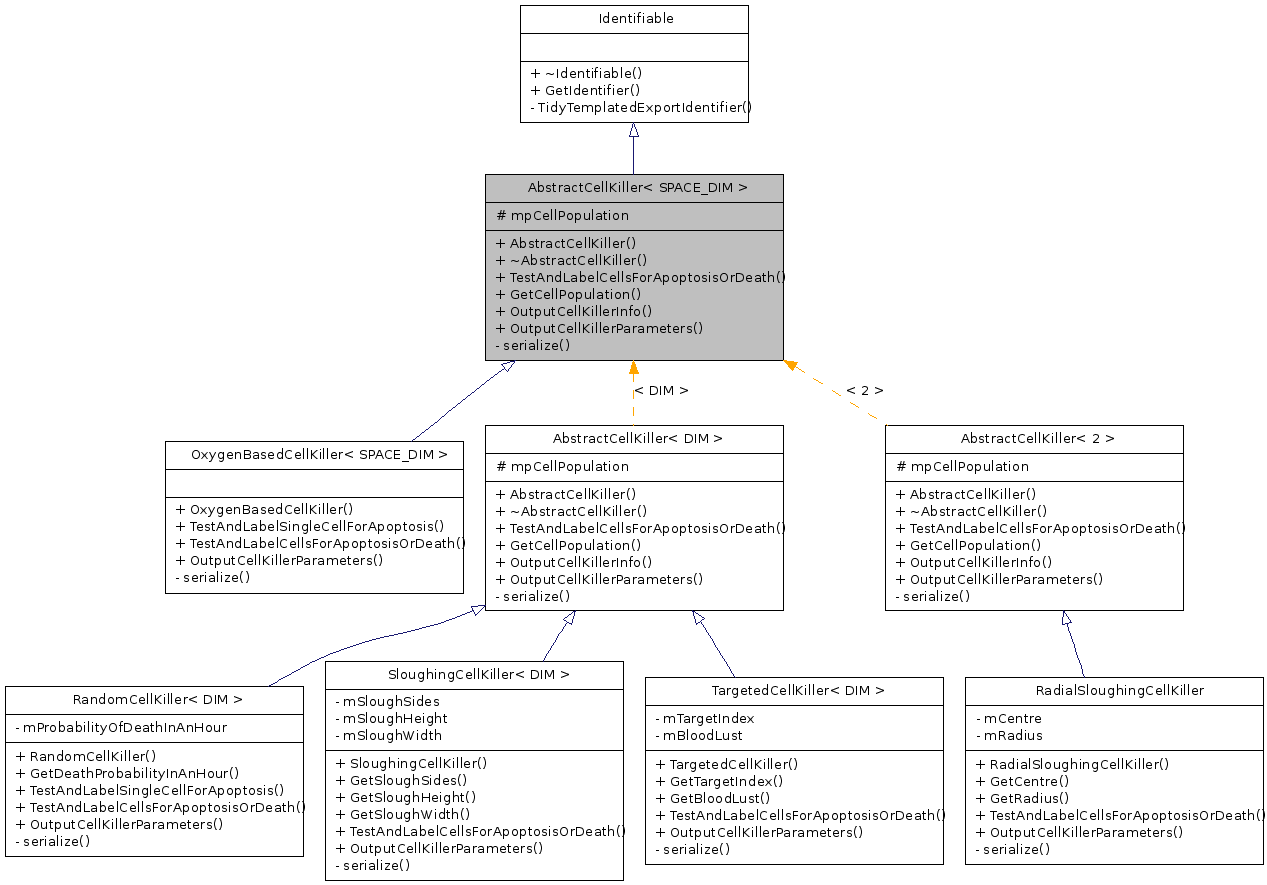 Identifiable
+ ~Identifiable()
+ GetIdentifier()
- TidyTemplatedExportIdentifier()
AbstractCellKiller< SPACE_DIM >
# mpCellPopulation
+ AbstractCellKiller()
+ ~AbstractCellKiller()
+ TestAndLabelCellsForApoptosisOrDeath()
+ GetCellPopulation()
+ OutputCellKillerInfo()
+ OutputCellKillerParameters()
- serialize()
< DIM >
< 2 >
OxygenBasedCellKiller< SPACE_DIM >
+ OxygenBasedCellKiller()
+ TestAndLabelSingleCellForApoptosis()
+ TestAndLabelCellsForApoptosisOrDeath()
+ OutputCellKillerParameters()
- serialize()
AbstractCellKiller< DIM >
# mpCellPopulation
+ AbstractCellKiller()
+ ~AbstractCellKiller()
+ TestAndLabelCellsForApoptosisOrDeath()
+ GetCellPopulation()
+ OutputCellKillerInfo()
+ OutputCellKillerParameters()
- serialize()
AbstractCellKiller< 2 >
# mpCellPopulation
+ AbstractCellKiller()
+ ~AbstractCellKiller()
+ TestAndLabelCellsForApoptosisOrDeath()
+ GetCellPopulation()
+ OutputCellKillerInfo()
+ OutputCellKillerParameters()
- serialize()
RandomCellKiller< DIM >
- mProbabilityOfDeathInAnHour
+ RandomCellKiller()
+ GetDeathProbabilityInAnHour()
+ TestAndLabelSingleCellForApoptosis()
+ TestAndLabelCellsForApoptosisOrDeath()
+ OutputCellKillerParameters()
- serialize()
SloughingCellKiller< DIM >
- mSloughSides
- mSloughHeight
- mSloughWidth
+ SloughingCellKiller()
+ GetSloughSides()
+ GetSloughHeight()
+ GetSloughWidth()
+ TestAndLabelCellsForApoptosisOrDeath()
+ OutputCellKillerParameters()
- serialize()
TargetedCellKiller< DIM >
- mTargetIndex
- mBloodLust
+ TargetedCellKiller()
+ GetTargetIndex()
+ GetBloodLust()
+ TestAndLabelCellsForApoptosisOrDeath()
+ OutputCellKillerParameters()
- serialize()
RadialSloughingCellKiller
- mCentre
- mRadius
+ RadialSloughingCellKiller()
+ GetCentre()
+ GetRadius()
+ TestAndLabelCellsForApoptosisOrDeath()
+ OutputCellKillerParameters()
- serialize()